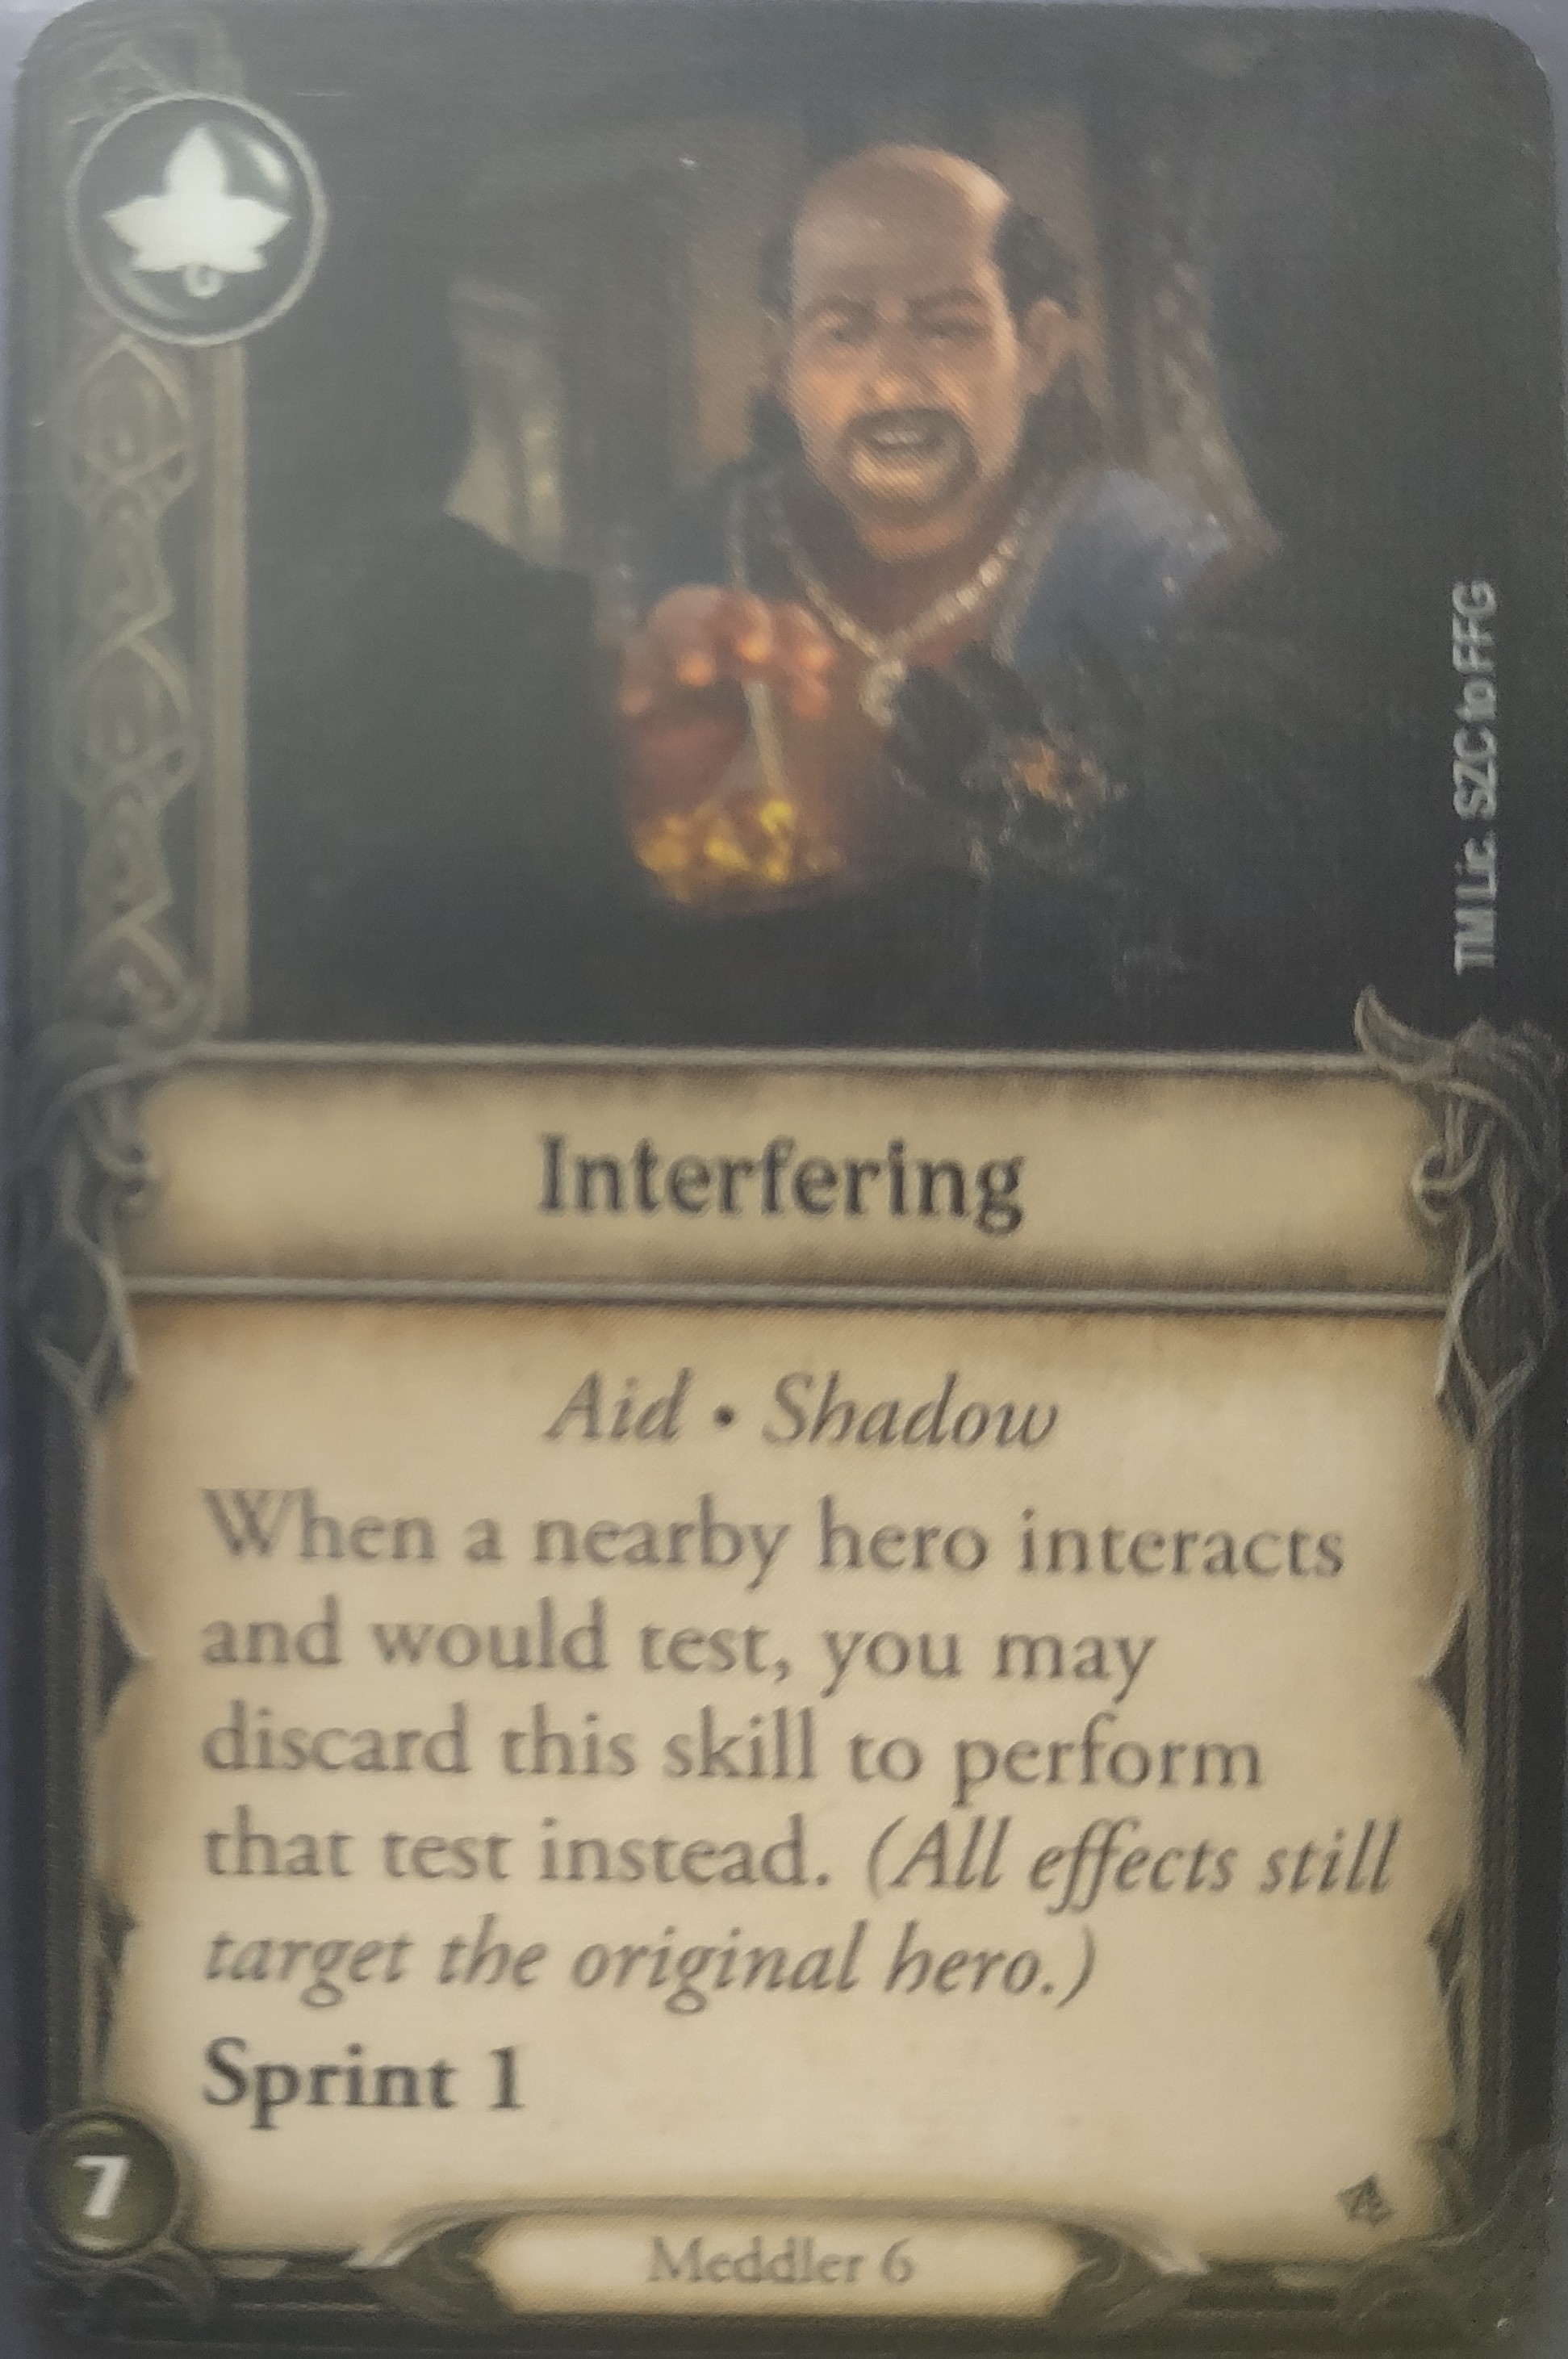 TM Lic. SZC to FFG
Interfering
Aid • Shadow
When a nearby hero interacts
and would test, you may
discard this skill to perform
that test instead. (All effects still
target the original hero.)
Sprint 1
7
Meddler 6